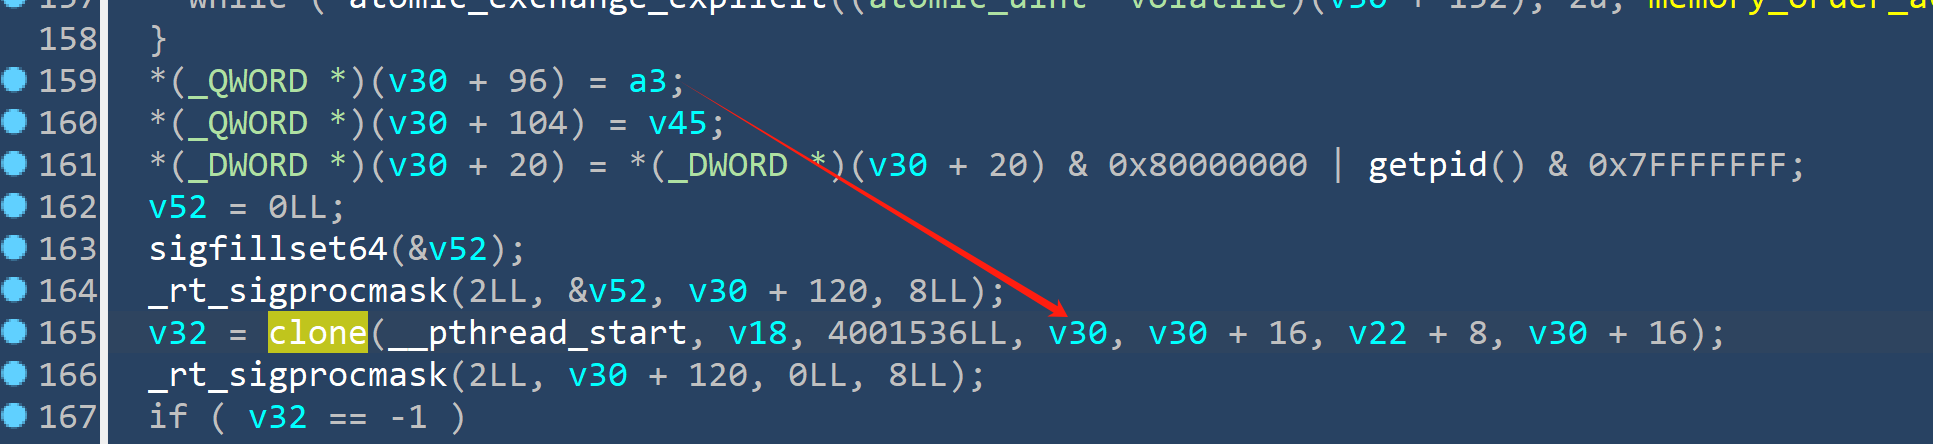 157 while ( atomic_exchange_explicit((atomic_uint *volatile)(v30 + 152), 2u, memory_order_a
158 }
159 *(_QWORD *)(v30 + 96) = a3;
160 *(_QWORD *)(v30 + 104) = v45;
161 *(_DWORD *)(v30 + 20) = *(_DWORD *)(v30 + 20) & 0x80000000 | getpid() & 0x7FFFFFFF;
162 v52 = 0LL;
163 sigfillset64(&v52);
164 _rt_sigprocmask(2LL, &v52, v30 + 120, 8LL);
165 v32 = clone(__pthread_start, v18, 4001536LL, v30, v30 + 16, v22 + 8, v30 + 16);
166 _rt_sigprocmask(2LL, v30 + 120, 0LL, 8LL);
167 if ( v32 == -1 )